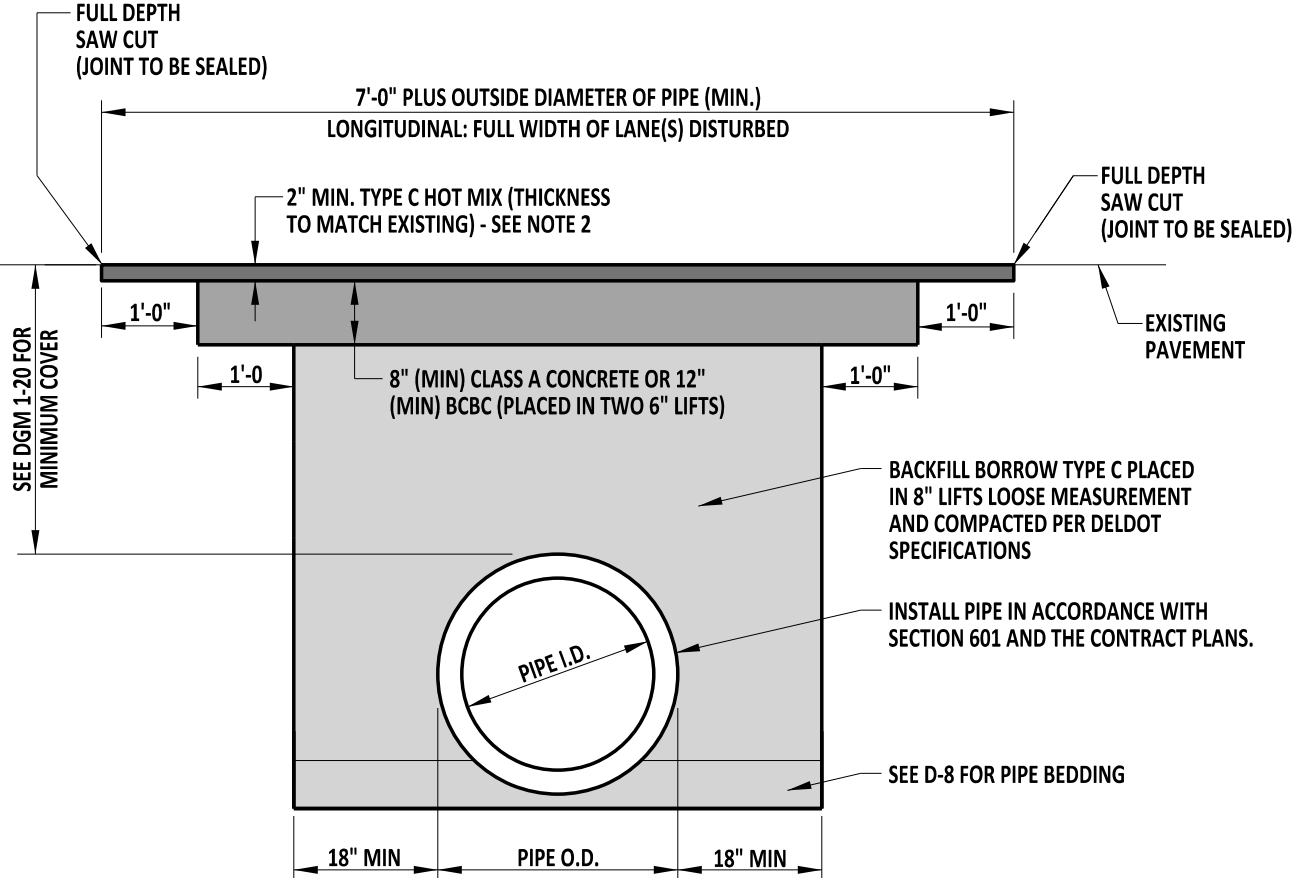 FULL DEPTH
SAW CUT
(JOINT TO BE SEALED)
7'-0" PLUS OUTSIDE DIAMETER OF PIPE (MIN.)
LONGITUDINAL: FULL WIDTH OF LANE(S) DISTURBED
2" MIN. TYPE C HOT MIX (THICKNESS
TO MATCH EXISTING) - SEE NOTE 2
FULL DEPTH
SAW CUT
(JOINT TO BE SEALED)
1'-0"
1'-0"
EXISTING
PAVEMENT
SEE DGM 1-20 FOR
MINIMUM COVER
1'-0
1'-0"
8" (MIN) CLASS A CONCRETE OR 12"
(MIN) BCBC (PLACED IN TWO 6" LIFTS)
BACKFILL BORROW TYPE C PLACED
IN 8" LIFTS LOOSE MEASUREMENT
AND COMPACTED PER DELDOT
SPECIFICATIONS
INSTALL PIPE IN ACCORDANCE WITH
SECTION 601 AND THE CONTRACT PLANS.
PIPE I.D.
SEE D-8 FOR PIPE BEDDING
18" MIN
PIPE O.D.
18" MIN